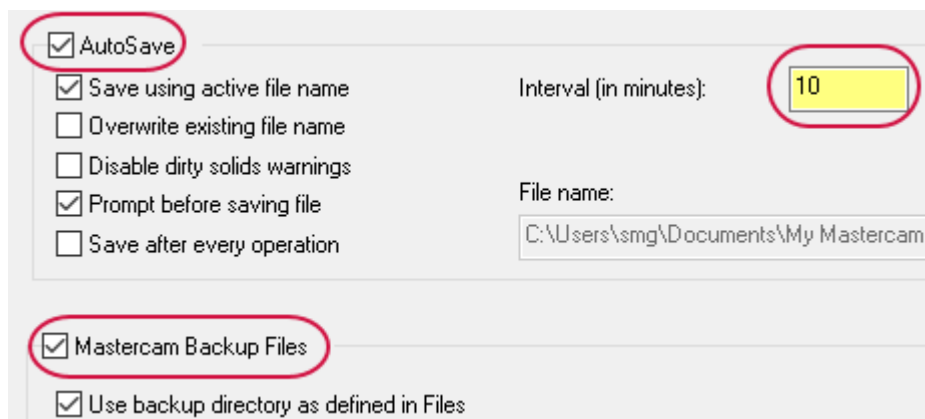 AutoSave
Save using active file name
Interval (in minutes): 10
Overwrite existing file name
Disable dirty solids warnings
Prompt before saving file
File name:
Save after every operation
C:\Users\smg\Documents\My Mastercam
Mastercam Backup Files
Use backup directory as defined in Files